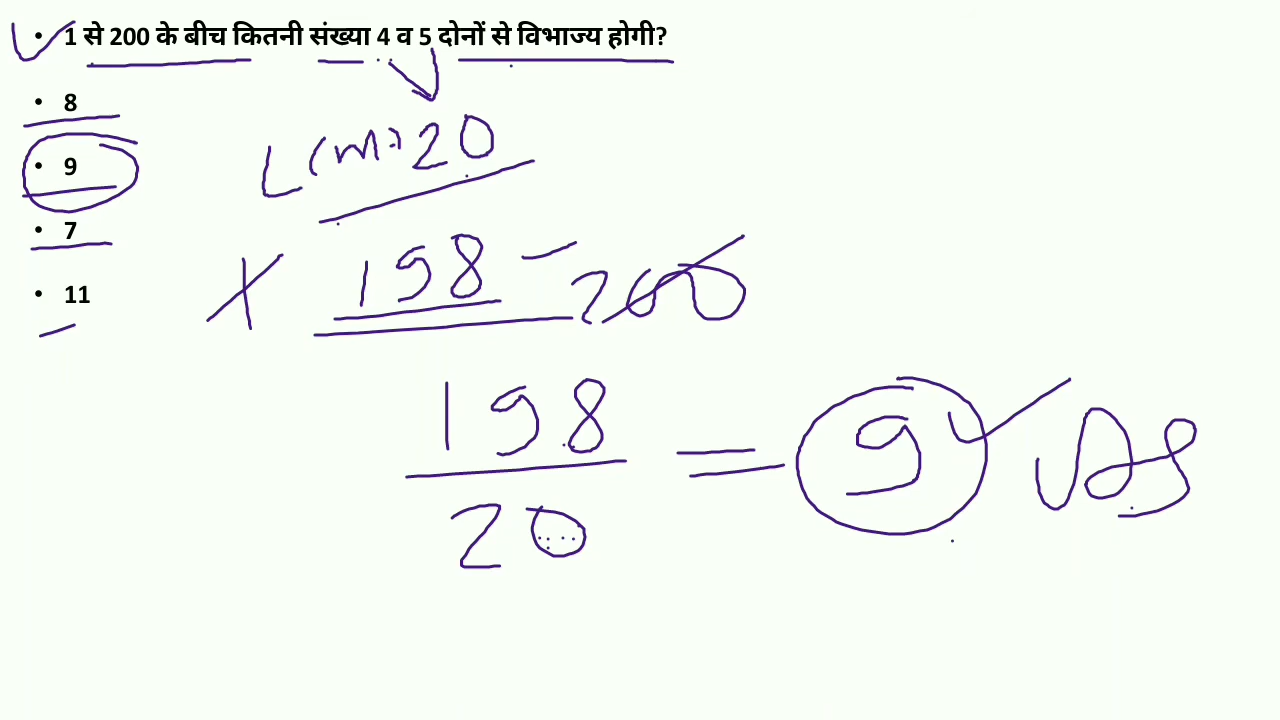 • 1 से 200 के बीच कितनी संख्या 4 व 5 दोनों से विभाज्य होगी?
• 8
• 9
• 7
• 11
LCM = 20
198 - 200
198
20
= 9